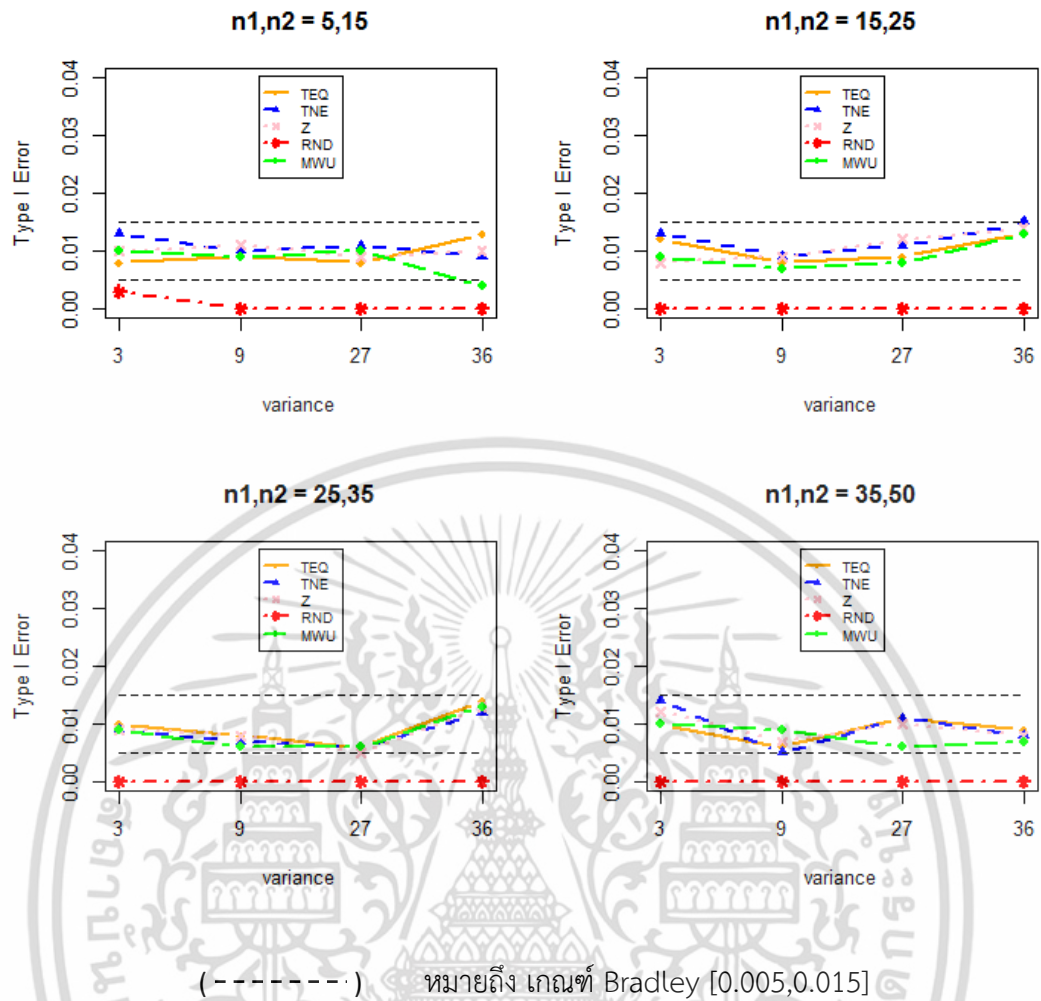 n1,n2 = 5,15
0.04
0.03
0.02
0.01
0.00
Type I Error
TEQ
TNE
Z
RND
MWU
3 9 27 36
variance
n1,n2 = 15,25
0.04
0.03
0.02
0.01
0.00
Type I Error
TEQ
TNE
Z
RND
MWU
3 9 27 36
variance
n1,n2 = 25,35
0.04
0.03
0.02
0.01
0.00
Type I Error
TEQ
TNE
Z
RND
MWU
3 9 27 36
variance
n1,n2 = 35,50
0.04
0.03
0.02
0.01
0.00
Type I Error
TEQ
TNE
Z
RND
MWU
3 9 27 36
variance
(-------) หมายถึง เกณฑ์ Bradley [0.005,0.015]